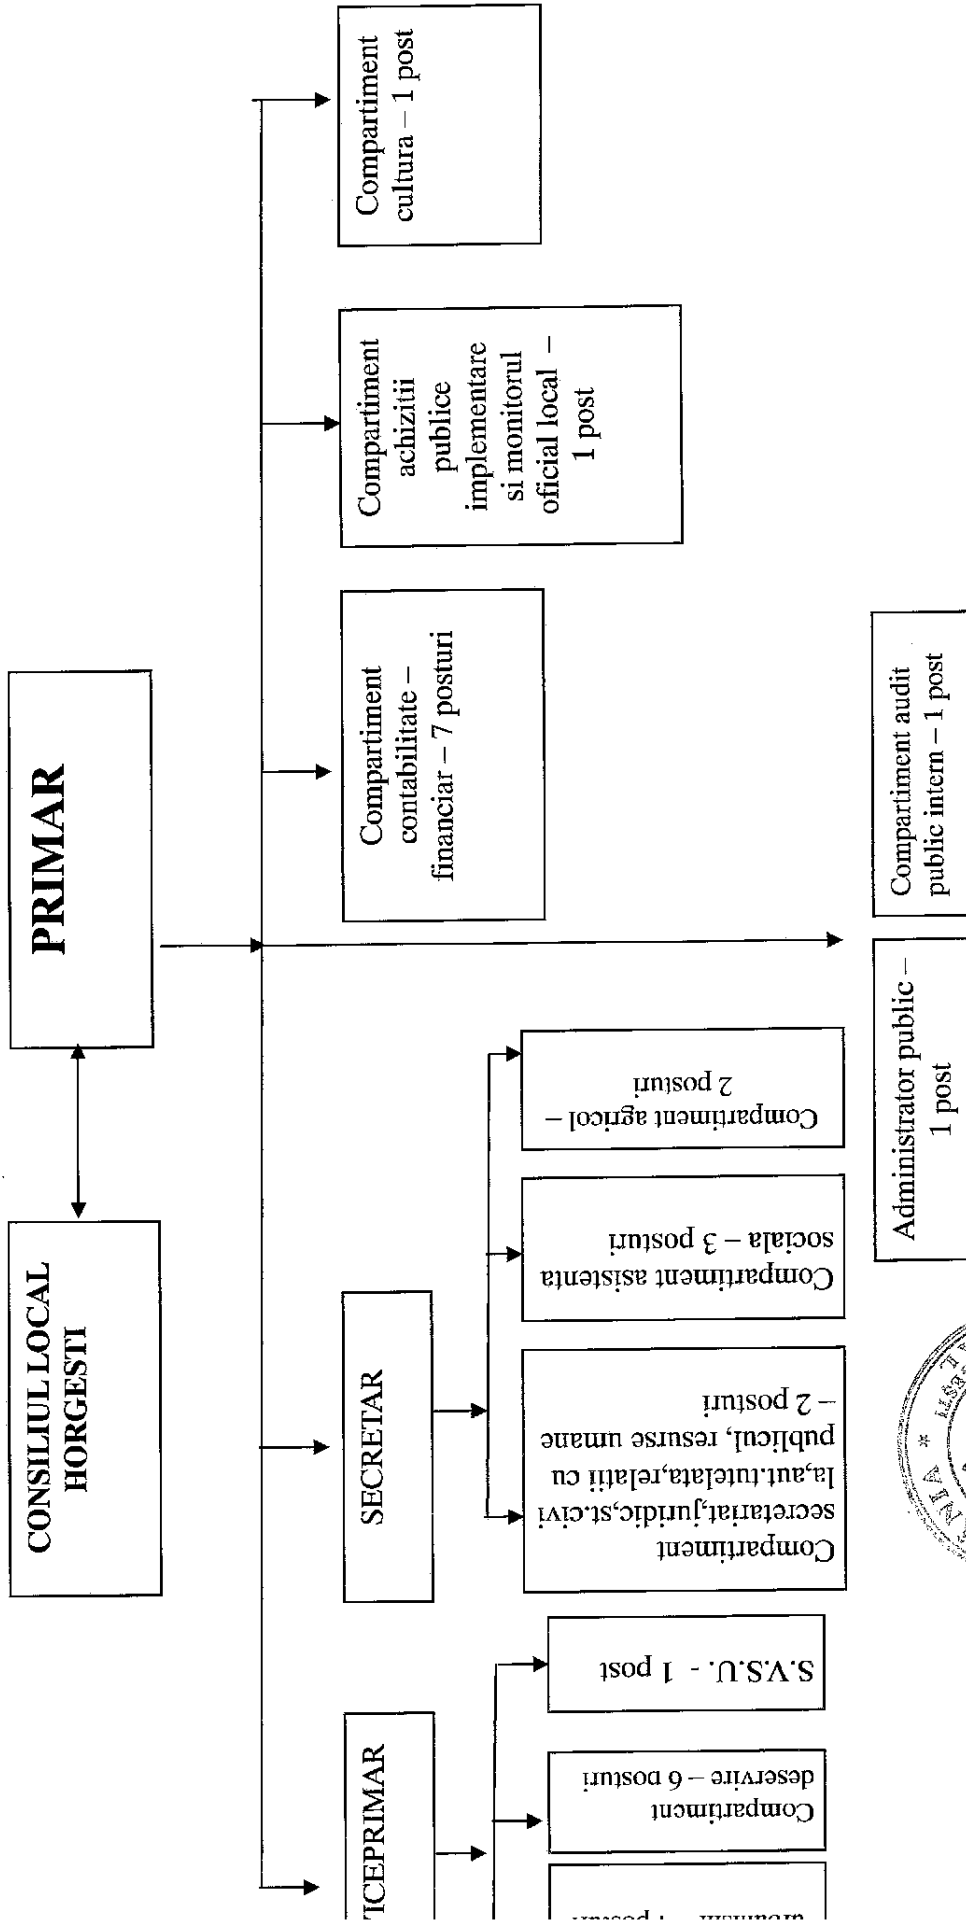 CONSILIUL LOCAL
HORGESTI
PRIMAR
TICEPRIMAR
SECRETAR
Compartiment
contabilitate –
financiar – 7 posturi
Compartiment
achizitii
publice
implementare
si monitorul
oficial local –
1 post
Compartiment
cultura – 1 post
Compartiment
deservire – 6 posturi
S.V.S.U. - 1 post
Compartiment
secretariat,juridic,st.civi
la,aut.tutelata,relatii cu
publicul, resurse umane
– 2 posturi
Compartiment asistenta
sociala – 3 posturi
Compartiment agricol –
2 posturi
Administrator public –
1 post
Compartiment audit
public intern – 1 post